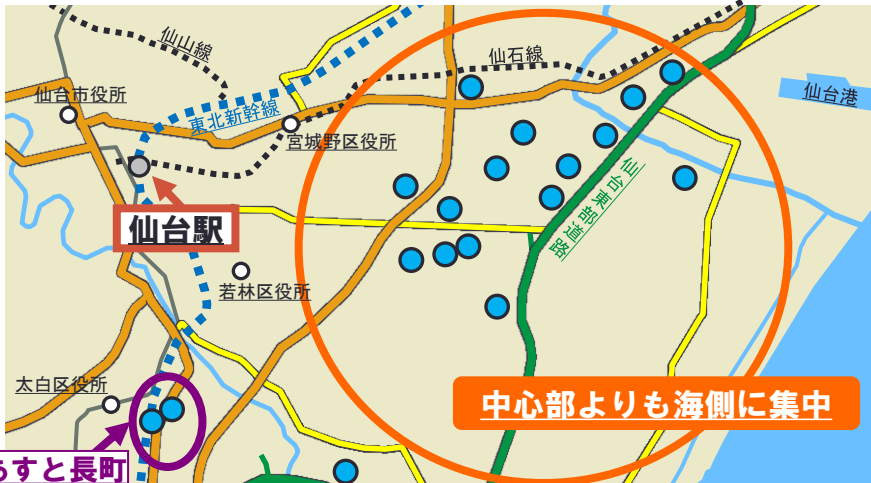 仙山線
仙石線
仙台市役所
東北新幹線
仙台港
宮城野区役所
仙台東部道路
仙台駅
若林区役所
太白区役所
中心部よりも海側に集中
らすと長町